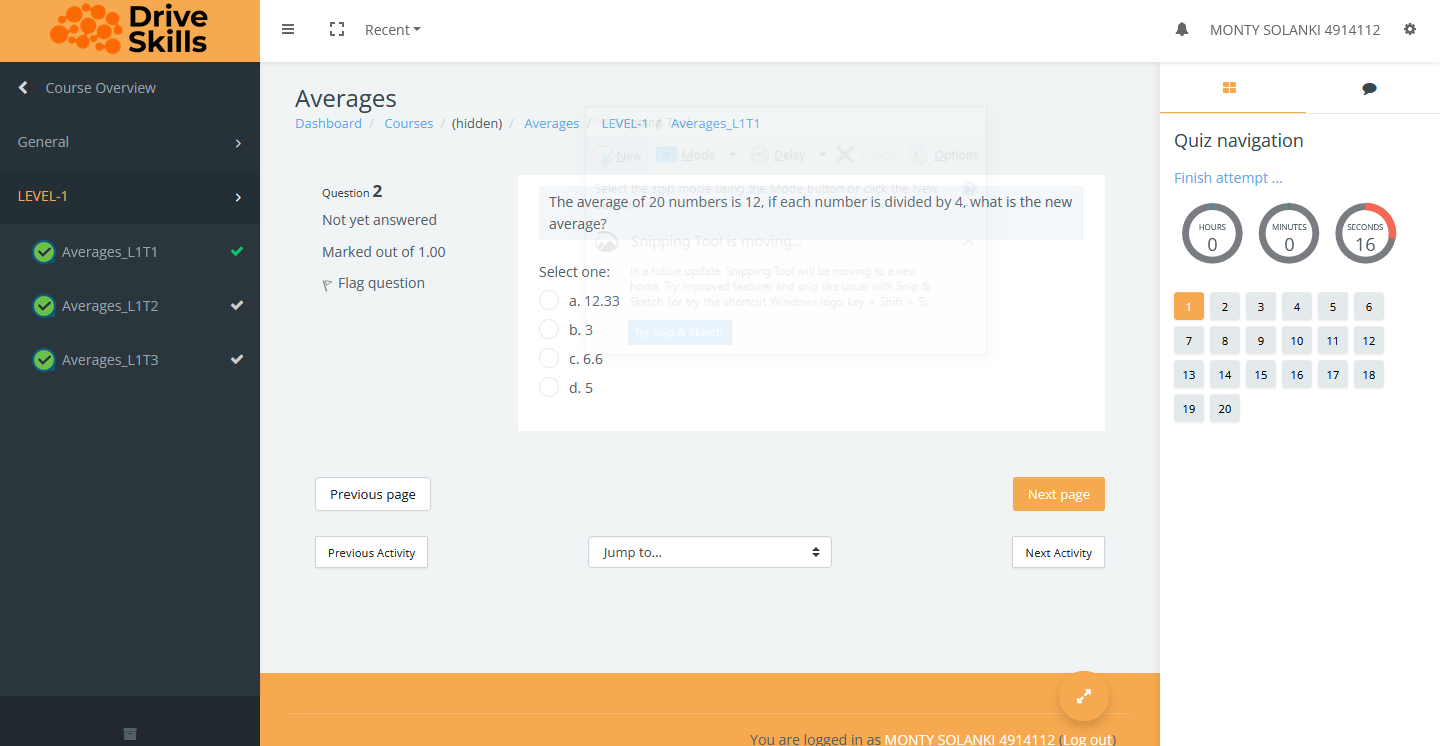 Drive
Skills
Recent
MONTY SOLANKI 4914112
Course Overview
General
LEVEL-1
Averages_L1T1
Averages_L1T2
Averages_L1T3
Averages
Dashboard / Courses / (hidden) / Averages / LEVEL-1 / Averages_L1T1
New Mode Delay Cancel Options
Select the snip mode using the Mode button or click the New
Question 2
Not yet answered
Marked out of 1.00
Flag question
The average of 20 numbers is 12, if each number is divided by 4, what is the new
average?
Snipping Tool is moving...
In a future update, Snipping Tool will be moving to a new
home. Try improved features and snip like usual with Snip &
Sketch (or try the shortcut Windows logo key + Shift + S).
Try Snip & Sketch
Select one:
a. 12.33
b. 3
c. 6.6
d. 5
Previous page
Next page
Previous Activity
Jump to...
Next Activity
Quiz navigation
Finish attempt ...
HOURS
0
MINUTES
0
SECONDS
16
1 2 3 4 5 6
7 8 9 10 11 12
13 14 15 16 17 18
19 20
You are logged in as MONTY SOLANKI 4914112 (Log out)